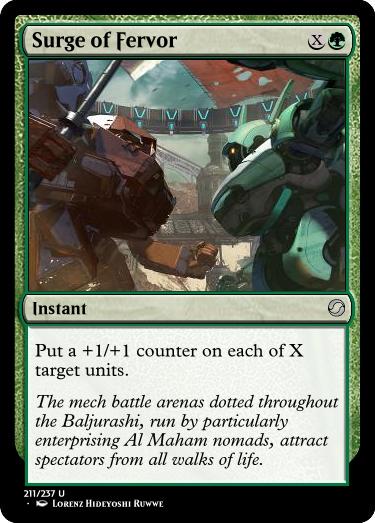 Surge of Fervor X
Instant
Put a +1/+1 counter on each of X
target units.
The mech battle arenas dotted throughout
the Baljurashi, run by particularly
enterprising Al Maham nomads, attract
spectators from all walks of life.
211/237 U
· Lorenz Hideyoshi Ruwwe